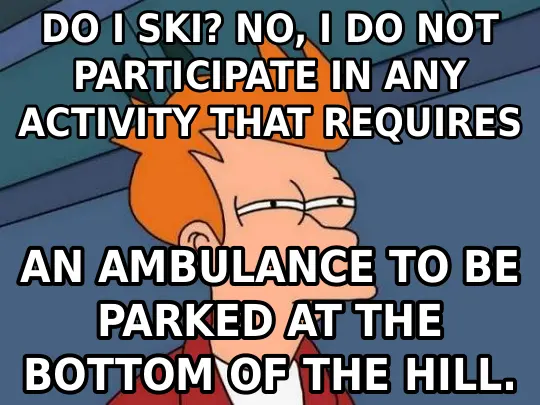 DO I SKI? NO, I DO NOT
PARTICIPATE IN ANY
ACTIVITY THAT REQUIRES
AN AMBULANCE TO BE
PARKED AT THE
BOTTOM OF THE HILL.